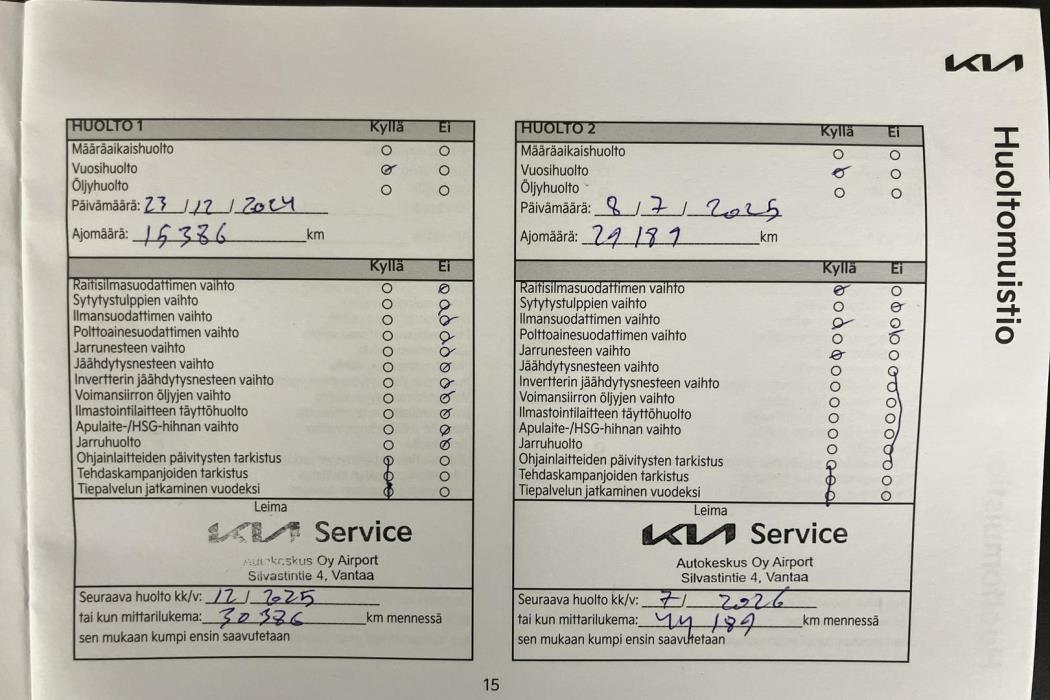 KIA
Huoltomuistio
HUOLTO 1 Kyllä Ei
Määräaikaishuolto
Vuosihuolto
Öljyhuolto
Päivämäärä: 23 / 12 / 2024
Ajomäärä: 15386 km
Kyllä Ei
Raitisilmasuodattimen vaihto
Sytytystulppien vaihto
Ilmansuodattimen vaihto
Polttoainesuodattimen vaihto
Jarrunesteen vaihto
Jäähdytysnesteen vaihto
Invertterin jäähdytysnesteen vaihto
Voimansiirron öljyjen vaihto
Ilmastointilaitteen täyttöhuolto
Apulaite-/HSG-hihnan vaihto
Jarruhuolto
Ohjainlaitteiden päivitysten tarkistus
Tehdaskampanjoiden tarkistus
Tiepalvelun jatkaminen vuodeksi
Leima
KIA Service
Autokeskus Oy Airport
Silvastintie 4, Vantaa
Seuraava huolto kk/v: 12 / 2025
tai kun mittarilukema: 30386 km mennessä
sen mukaan kumpi ensin saavutetaan
HUOLTO 2 Kyllä Ei
Määräaikaishuolto
Vuosihuolto
Öljyhuolto
Päivämäärä: 8 / 7 / 2025
Ajomäärä: 29189 km
Kyllä Ei
Raitisilmasuodattimen vaihto
Sytytystulppien vaihto
Ilmansuodattimen vaihto
Polttoainesuodattimen vaihto
Jarrunesteen vaihto
Jäähdytysnesteen vaihto
Invertterin jäähdytysnesteen vaihto
Voimansiirron öljyjen vaihto
Ilmastointilaitteen täyttöhuolto
Apulaite-/HSG-hihnan vaihto
Jarruhuolto
Ohjainlaitteiden päivitysten tarkistus
Tehdaskampanjoiden tarkistus
Tiepalvelun jatkaminen vuodeksi
Leima
KIA Service
Autokeskus Oy Airport
Silvastintie 4, Vantaa
Seuraava huolto kk/v: 7 / 2026
tai kun mittarilukema: 44189 km mennessä
sen mukaan kumpi ensin saavutetaan
15